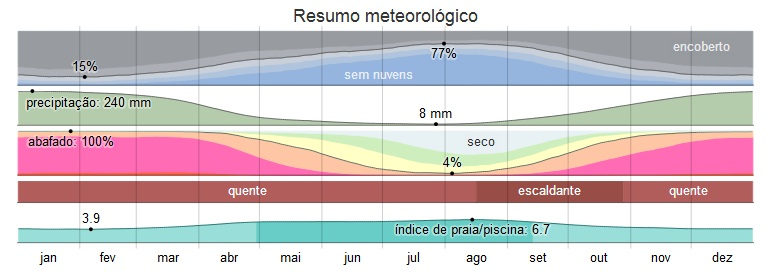 Resumo meteorológico
encoberto
15%
77%
sem nuvens
precipitação: 240 mm
8 mm
abafado: 100%
seco
4%
quente
escaldante
quente
3.9
índice de praia/piscina: 6.7
jan fev mar abr mai jun jul ago set out nov dez